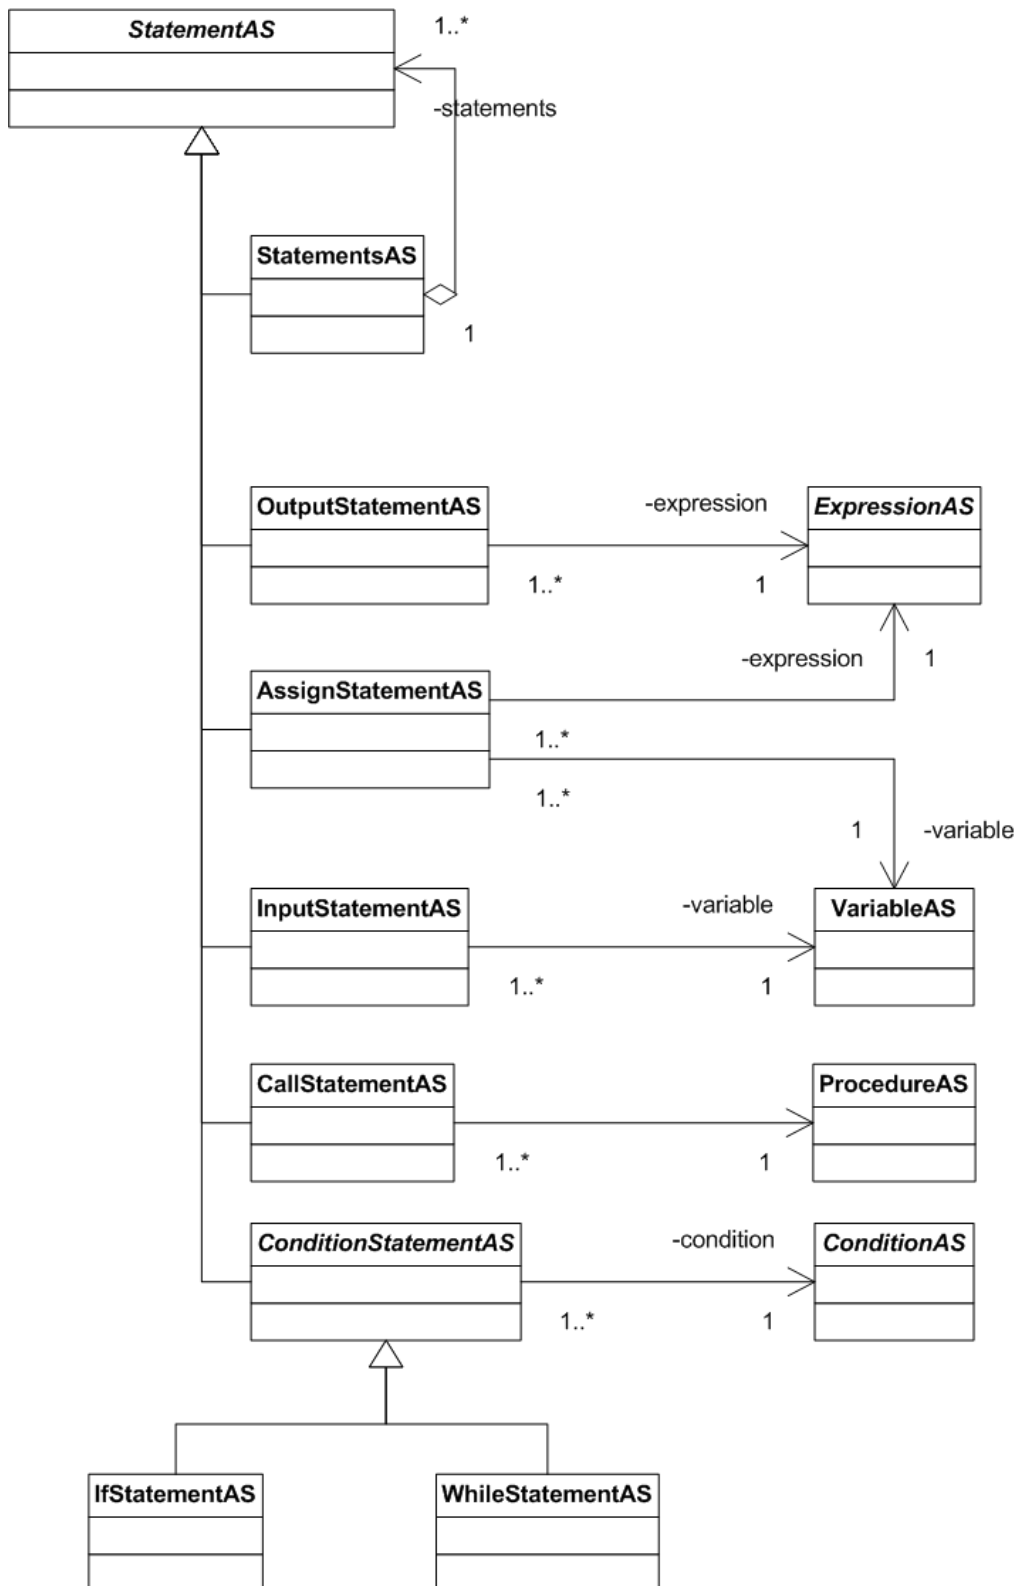 StatementAS
1..*
-statements
StatementsAS
1
OutputStatementAS
-expression
ExpressionAS
1..*
1
AssignStatementAS
-expression
1
1..*
1..*
1
-variable
InputStatementAS
-variable
VariableAS
1..*
1
CallStatementAS
ProcedureAS
1..*
1
ConditionStatementAS
-condition
ConditionAS
1..*
1
IfStatementAS
WhileStatementAS